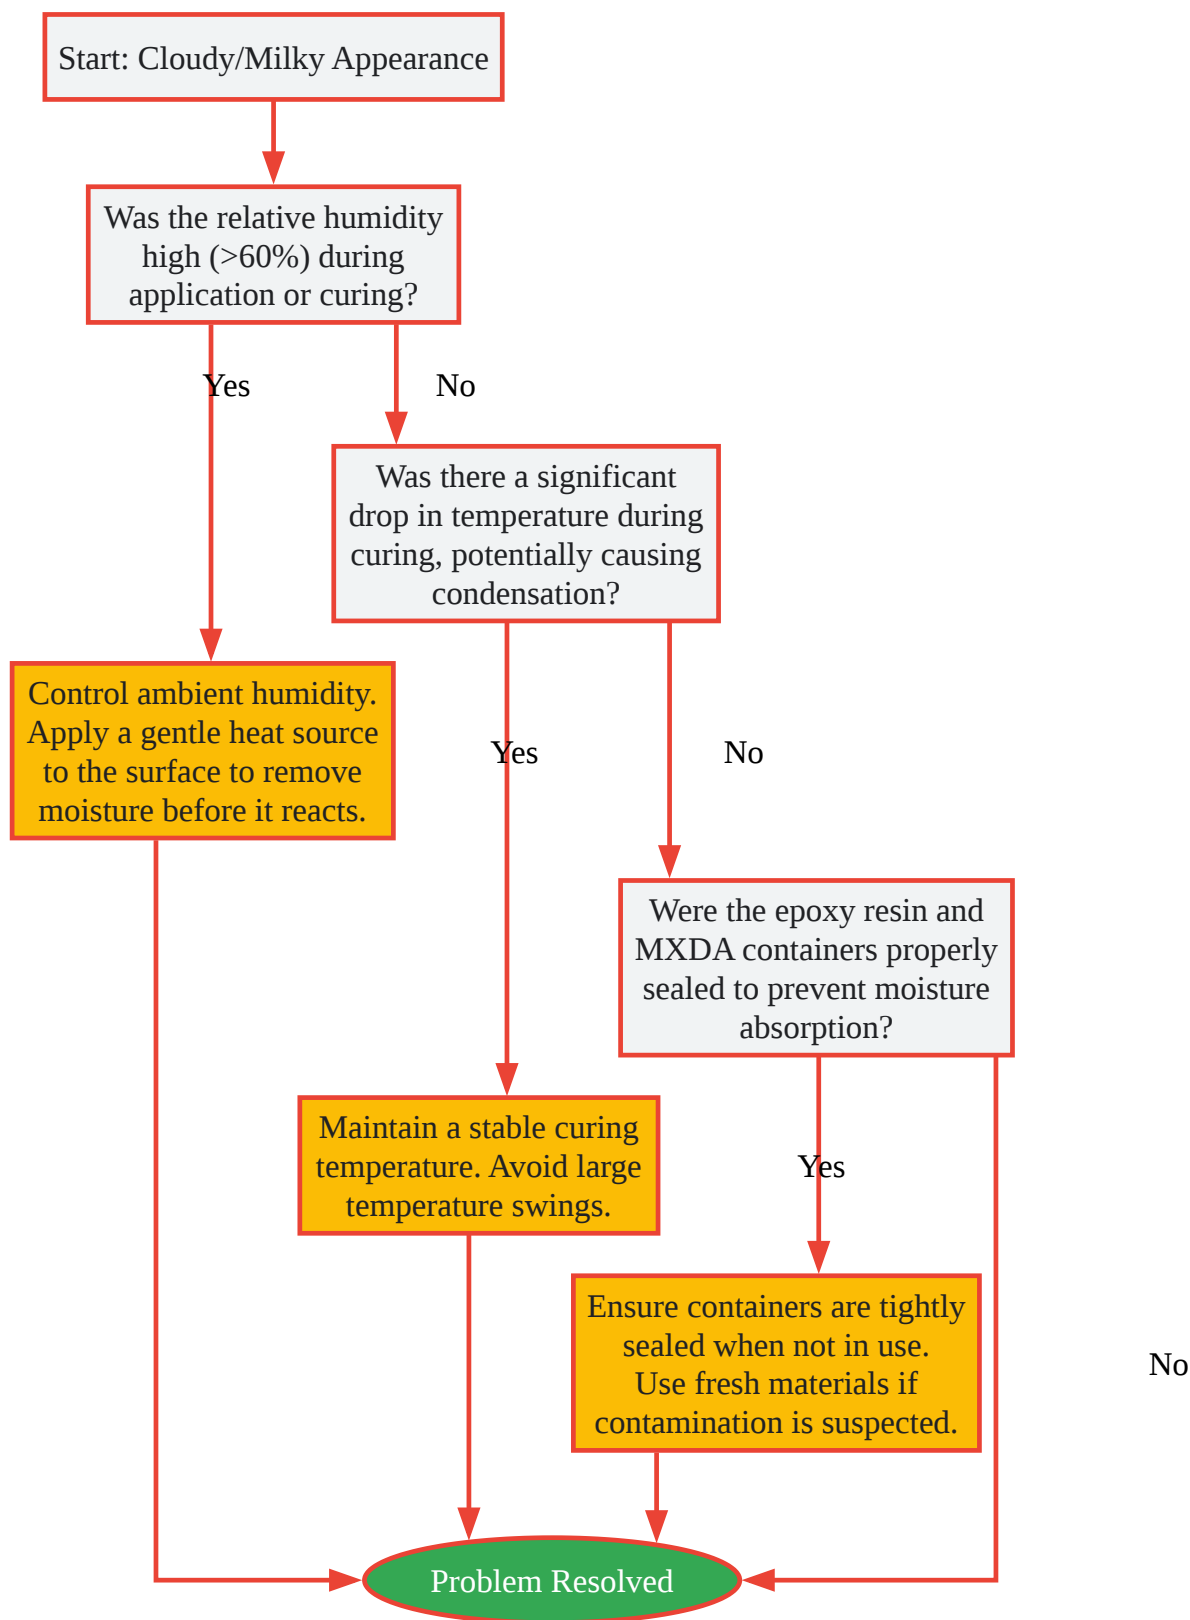 Start: Cloudy/Milky Appearance
Was the relative humidity
high (>60%) during
application or curing?
Yes
No
Was there a significant
drop in temperature during
curing, potentially causing
condensation?
Control ambient humidity.
Apply a gentle heat source
to the surface to remove
moisture before it reacts.
Yes
No
Were the epoxy resin and
MXDA containers properly
sealed to prevent moisture
absorption?
Maintain a stable curing
temperature. Avoid large
temperature swings.
Yes
Ensure containers are tightly
sealed when not in use.
Use fresh materials if
contamination is suspected.
No
Problem Resolved